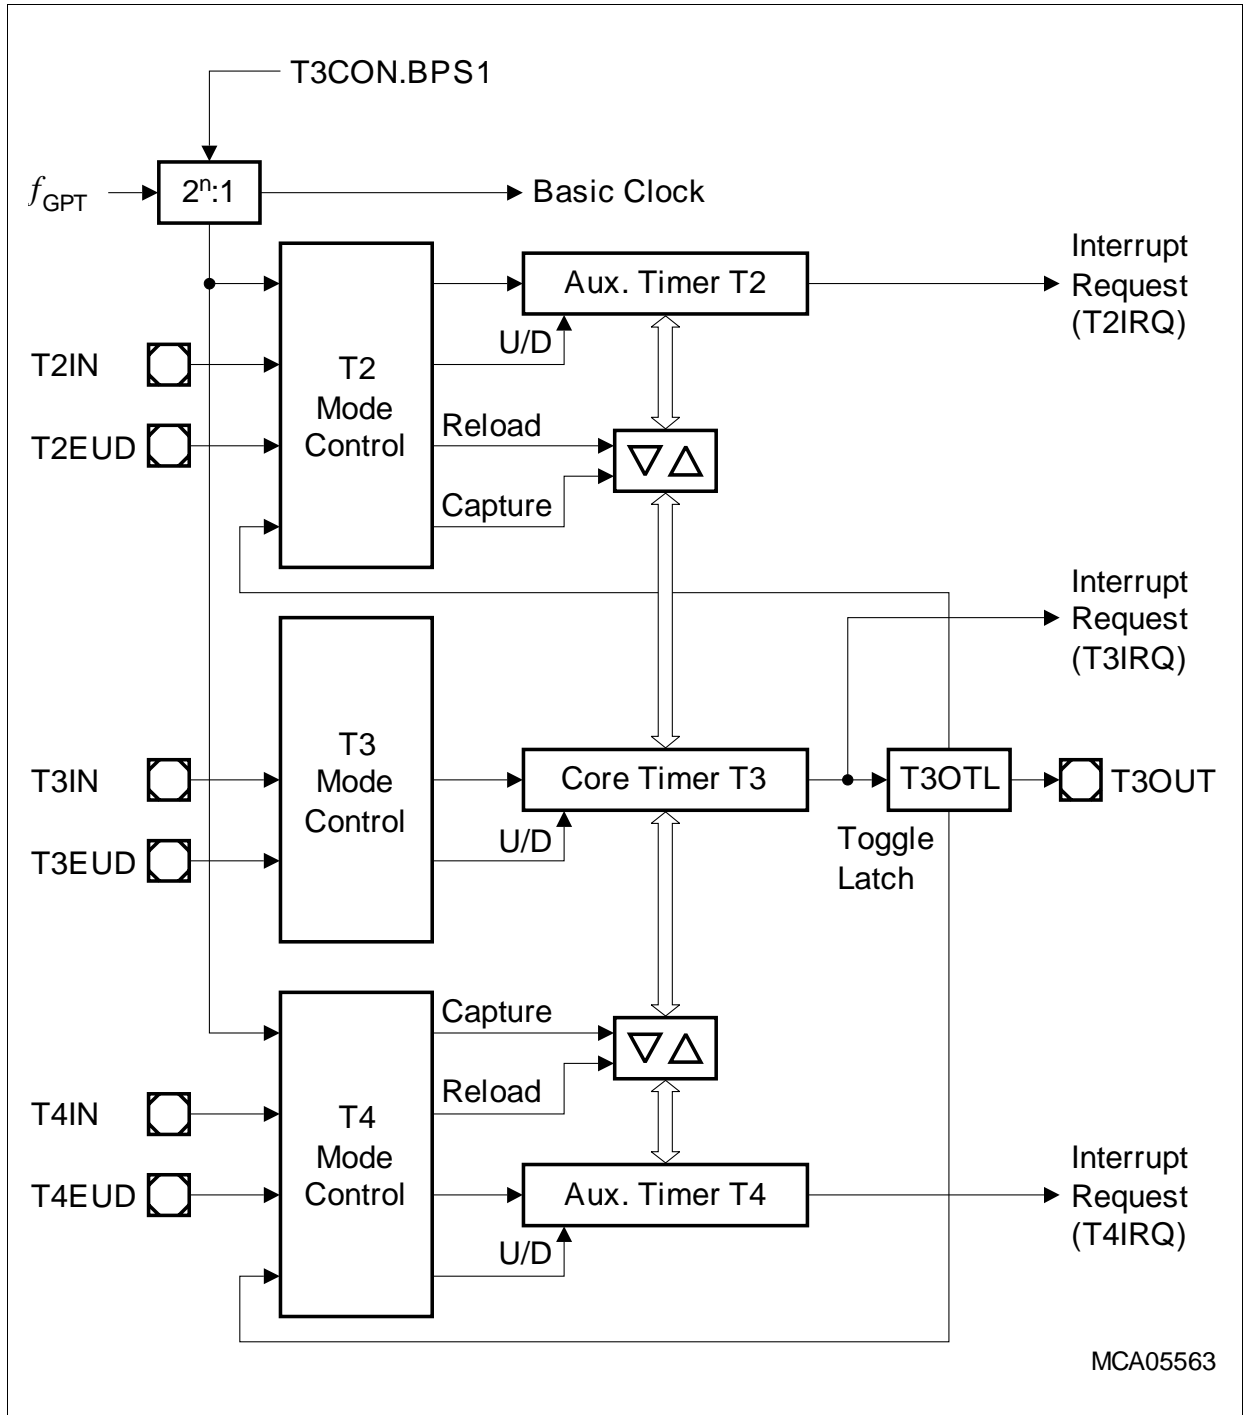 T3CON.BPS1
fGPT
2n:1
Basic Clock
Interrupt
Request
(T2IRQ)
Aux. Timer T2
U/D
T2IN
T2
Mode
Control
T2EUD
Reload
Capture
Interrupt
Request
(T3IRQ)
T3IN
T3
Mode
Control
Core Timer T3
T3OTL
T3OUT
U/D
Toggle
Latch
T3EUD
Capture
Reload
T4IN
T4
Mode
Control
T4EUD
Aux. Timer T4
U/D
Interrupt
Request
(T4IRQ)
MCA05563